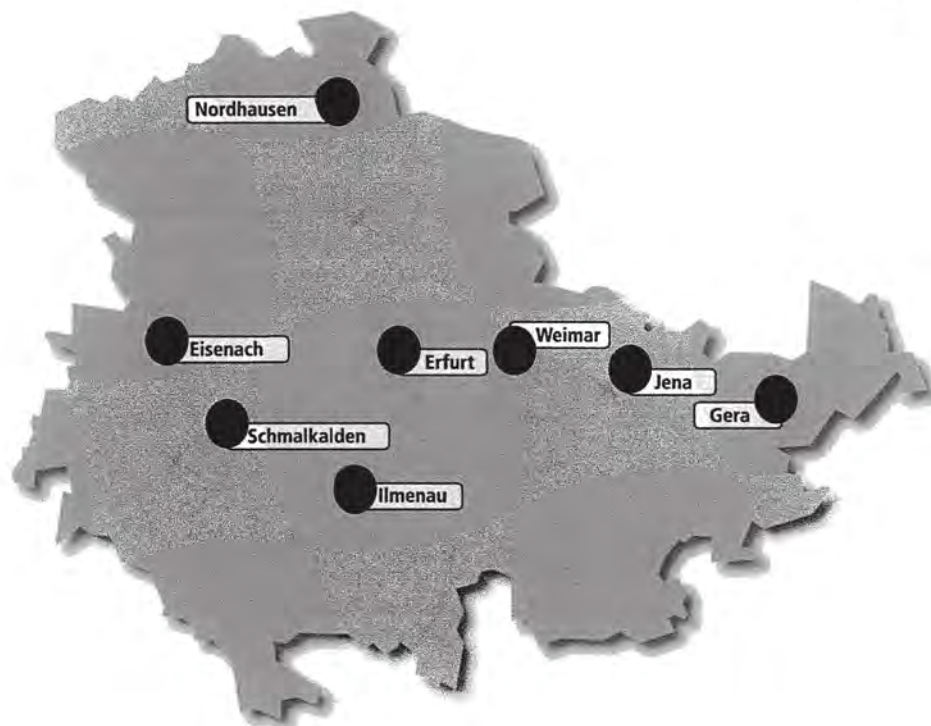 Nordhausen
Weimar
Eisenach
Erfurt
Jena
Gera
Schmalkalden
Ilmenau